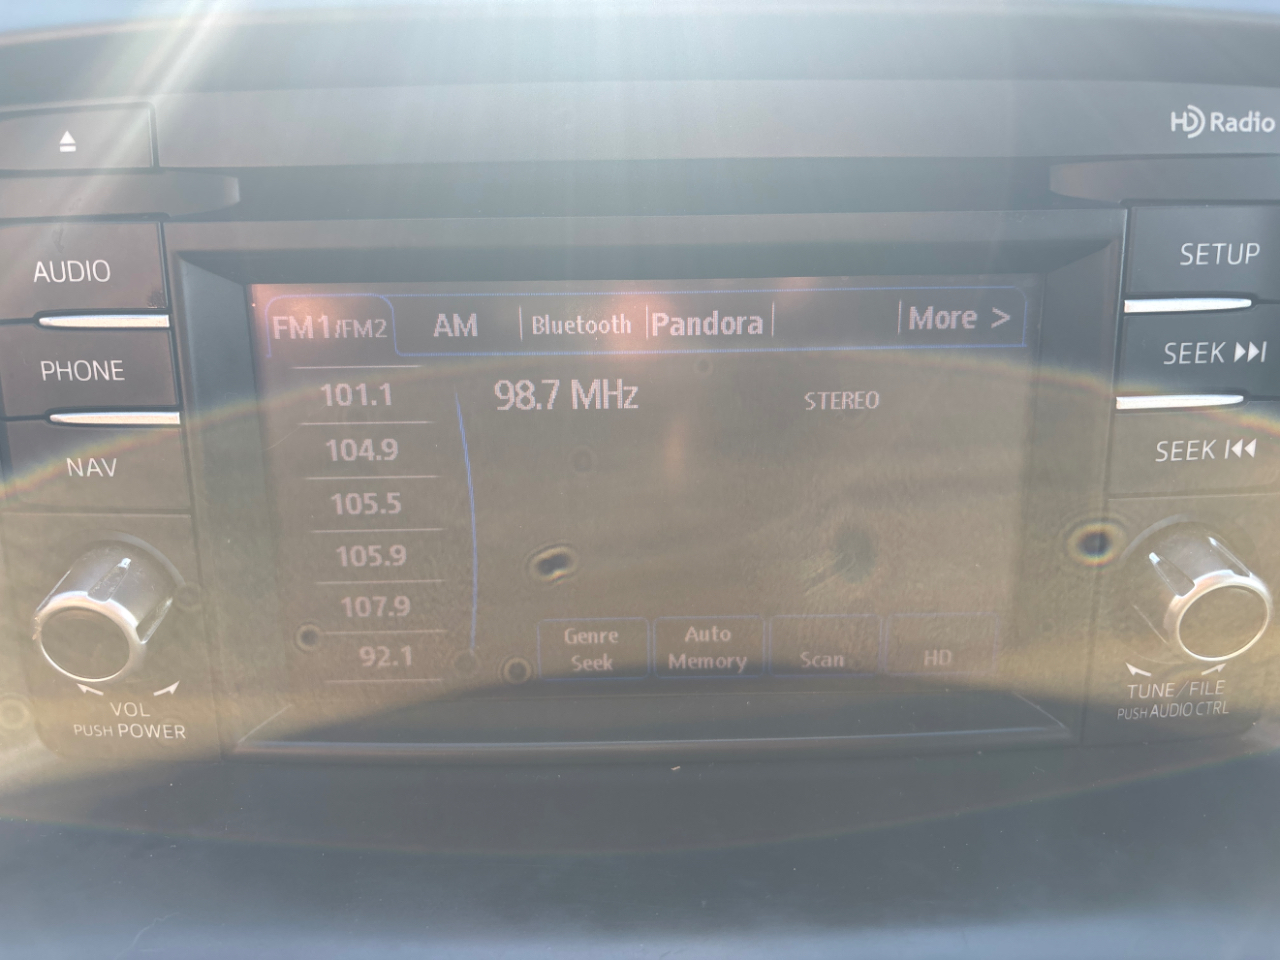 HD Radio
AUDIO
PHONE
NAV
VOL
PUSH POWER
FM1/FM2 AM Bluetooth Pandora More >
101.1
104.9
105.5
105.9
107.9
92.1
98.7 MHz STEREO
Genre Seek
Auto Memory
Scan
HD
SETUP
SEEK
SEEK
TUNE/FILE
PUSH AUDIO CTRL